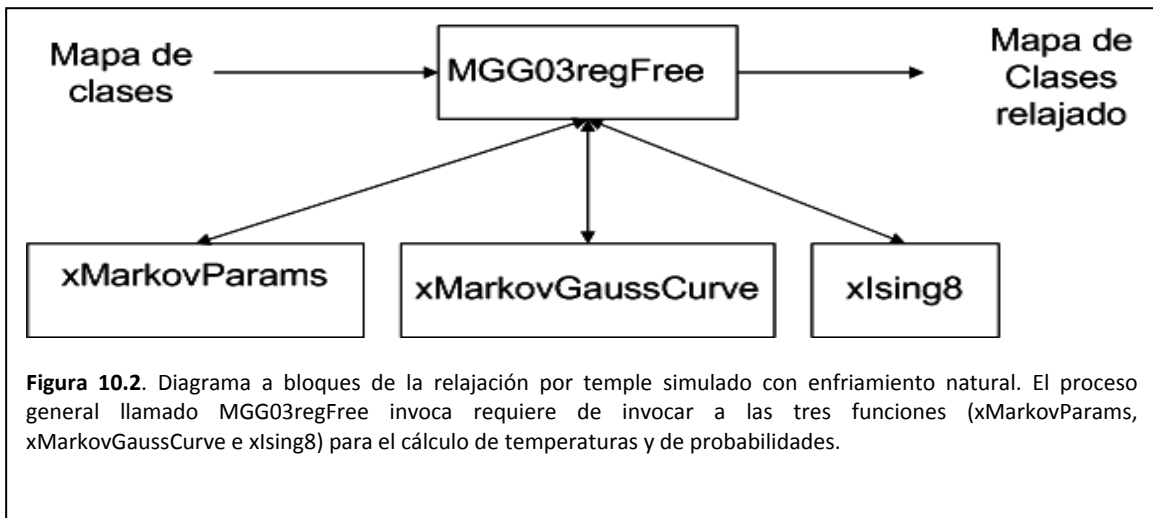 Mapa de
clases
MGG03regFree
Mapa de
Clases
relajado
xMarkovParams
xMarkovGaussCurve
xIsing8
Figura 10.2. Diagrama a bloques de la relajación por temple simulado con enfriamiento natural. El proceso
general llamado MGG03regFree invoca requiere de invocar a las tres funciones (xMarkovParams,
xMarkovGaussCurve e xIsing8) para el cálculo de temperaturas y de probabilidades.